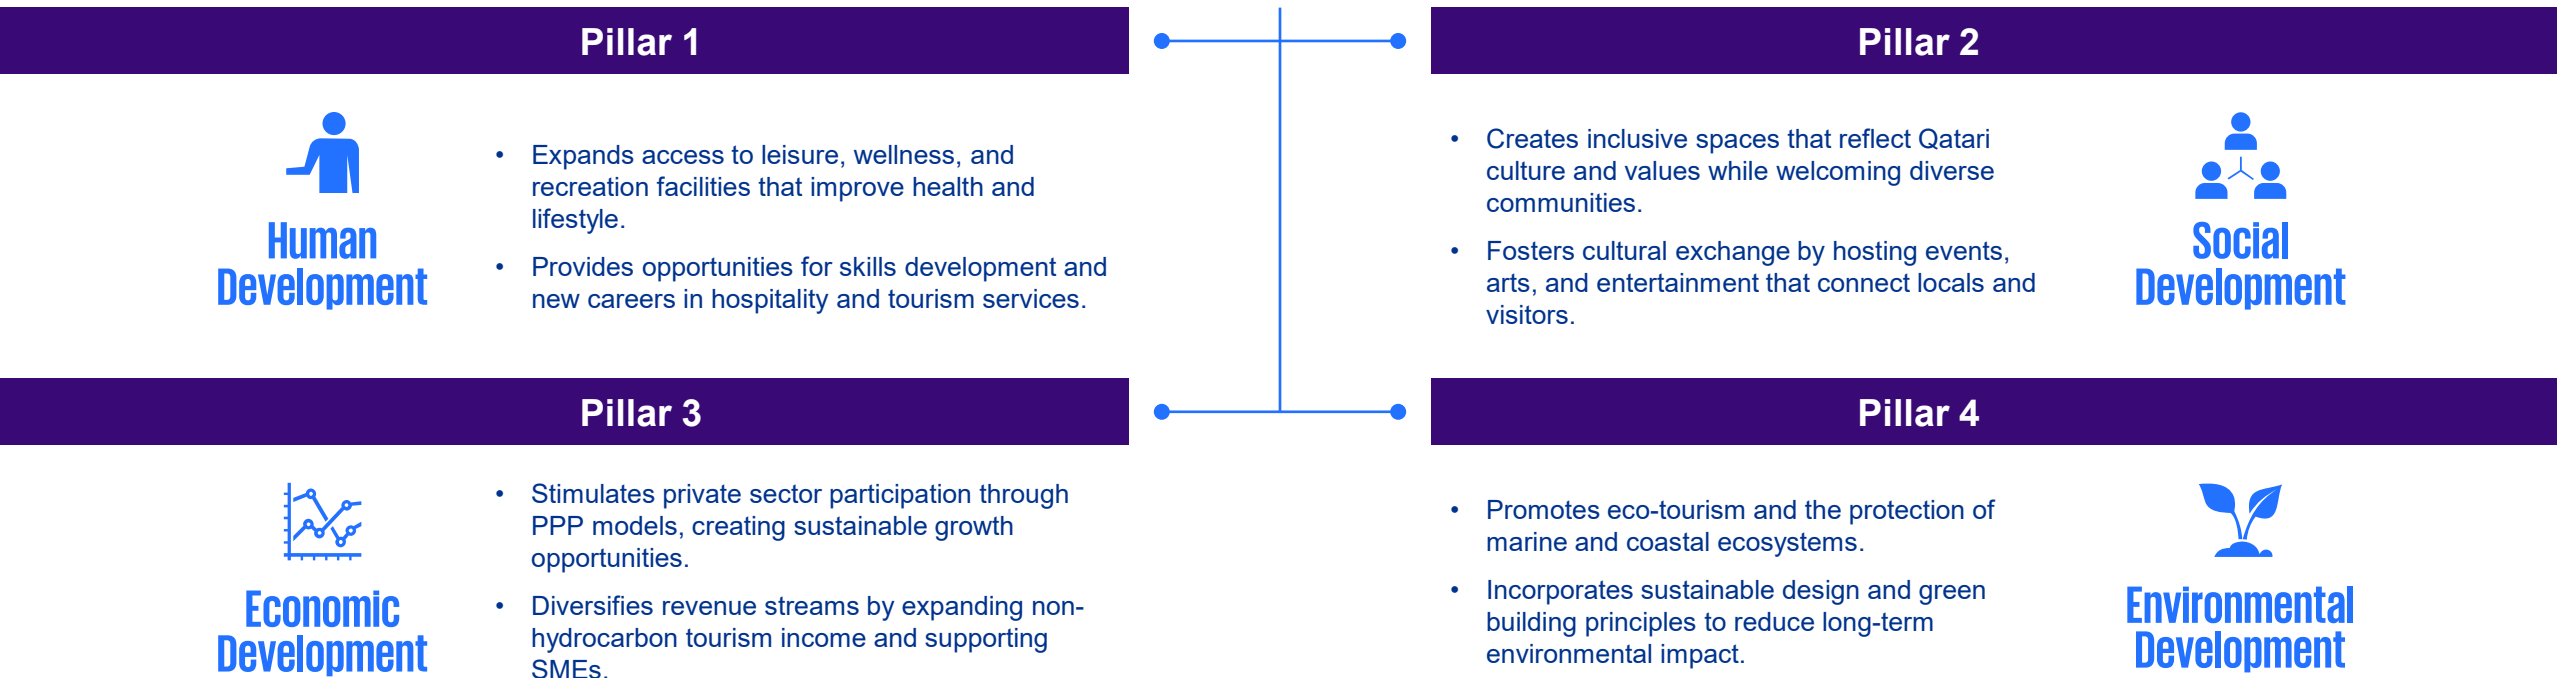 Pillar 1
Human
Development
• Expands access to leisure, wellness, and
recreation facilities that improve health and
lifestyle.
• Provides opportunities for skills development and
new careers in hospitality and tourism services.
Pillar 2
• Creates inclusive spaces that reflect Qatari
culture and values while welcoming diverse
communities.
• Fosters cultural exchange by hosting events,
arts, and entertainment that connect locals and
visitors.
Social
Development
Pillar 3
Economic
Development
• Stimulates private sector participation through
PPP models, creating sustainable growth
opportunities.
• Diversifies revenue streams by expanding non-
hydrocarbon tourism income and supporting
SMEs.
Pillar 4
• Promotes eco-tourism and the protection of
marine and coastal ecosystems.
• Incorporates sustainable design and green
building principles to reduce long-term
environmental impact.
Environmental
Development